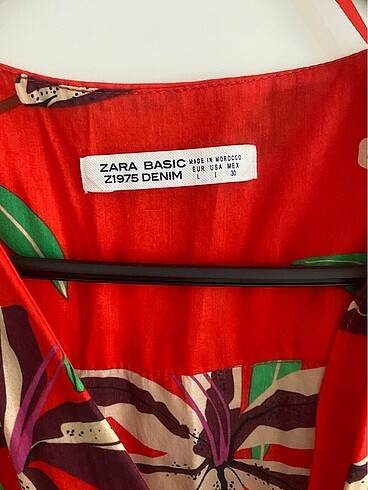 ZARA BASIC
Z1975 DENIM
MADE IN MOROCCO
EUR USA MEX
L L 30